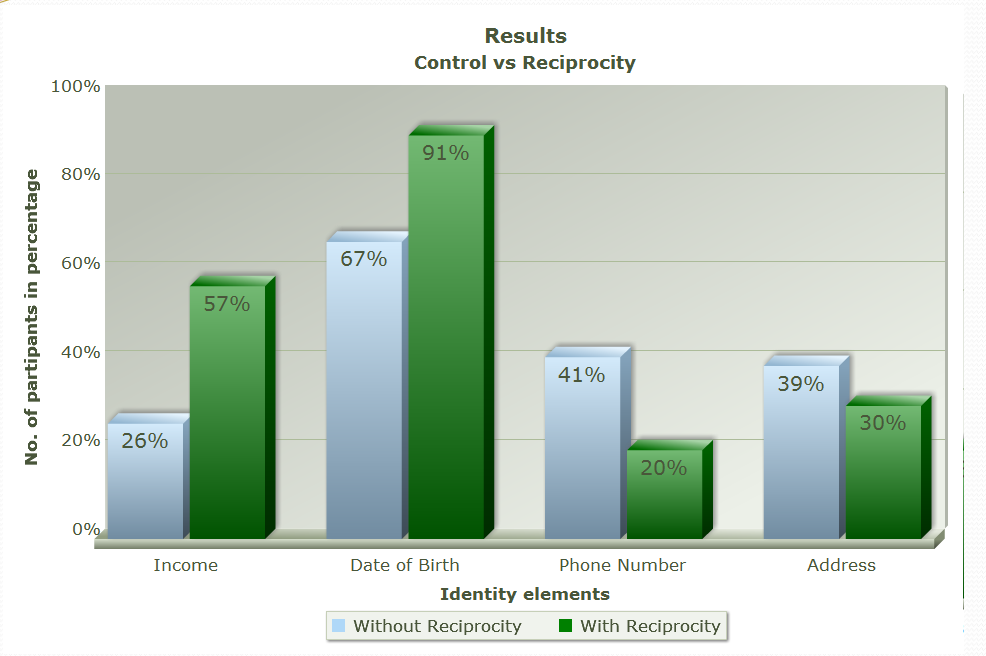 Results
Control vs Reciprocity
No. of partipants in percentage
100%
80%
60%
40%
20%
0%
26%
57%
67%
91%
41%
20%
39%
30%
Income
Date of Birth
Phone Number
Address
Identity elements
Without Reciprocity
With Reciprocity